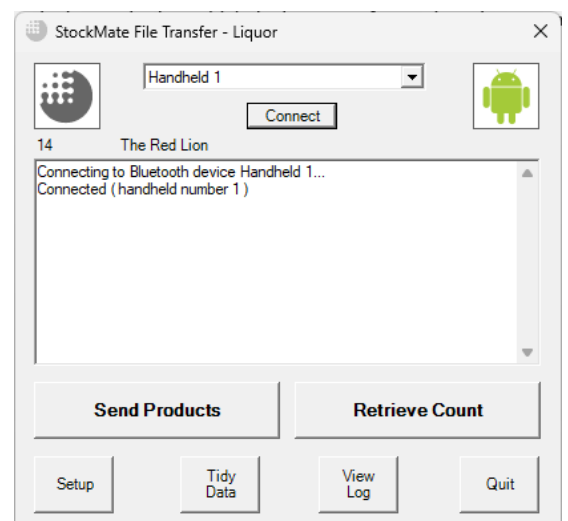 StockMate File Transfer - Liquor
Handheld 1
Connect
14 The Red Lion
Connecting to Bluetooth device Handheld 1...
Connected ( handheld number 1 )
Send Products
Retrieve Count
Setup
Tidy
Data
View
Log
Quit